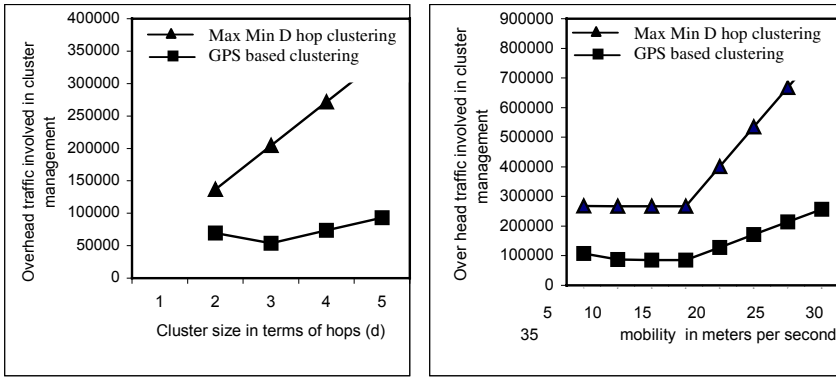 Overhead traffic involved in cluster
management
400000
350000
300000
250000
200000
150000
100000
50000
0
Max Min D hop clustering
GPS based clustering
1 2 3 4 5
Cluster size in terms of hops (d)
Over head traffic involved in cluster
management
900000
800000
700000
600000
500000
400000
300000
200000
100000
0
Max Min D hop clustering
GPS based clustering
5 10 15 20 25 30
35 mobility in meters per second